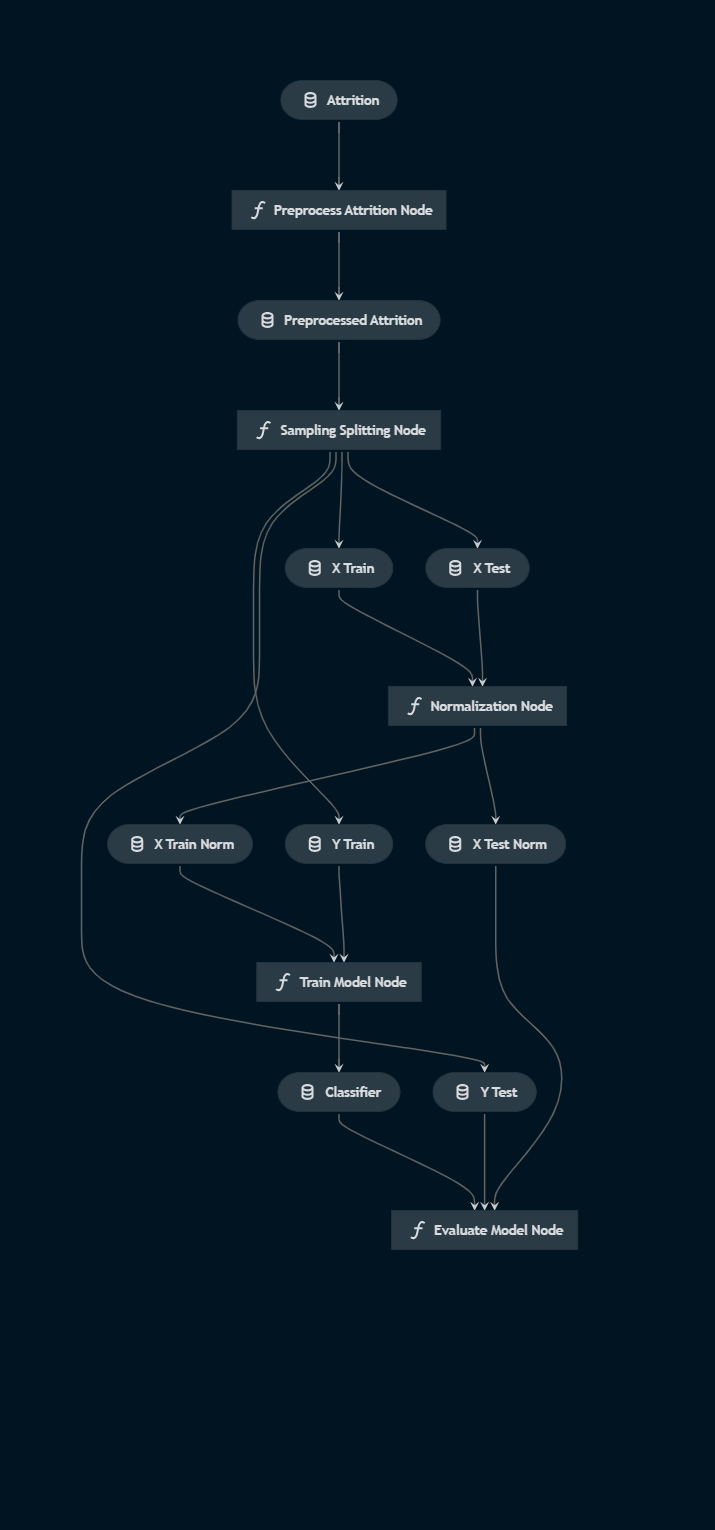 Attrition
Preprocess Attrition Node
Preprocessed Attrition
Sampling Splitting Node
X Train
X Test
Normalization Node
X Train Norm
Y Train
X Test Norm
Train Model Node
Classifier
Y Test
Evaluate Model Node